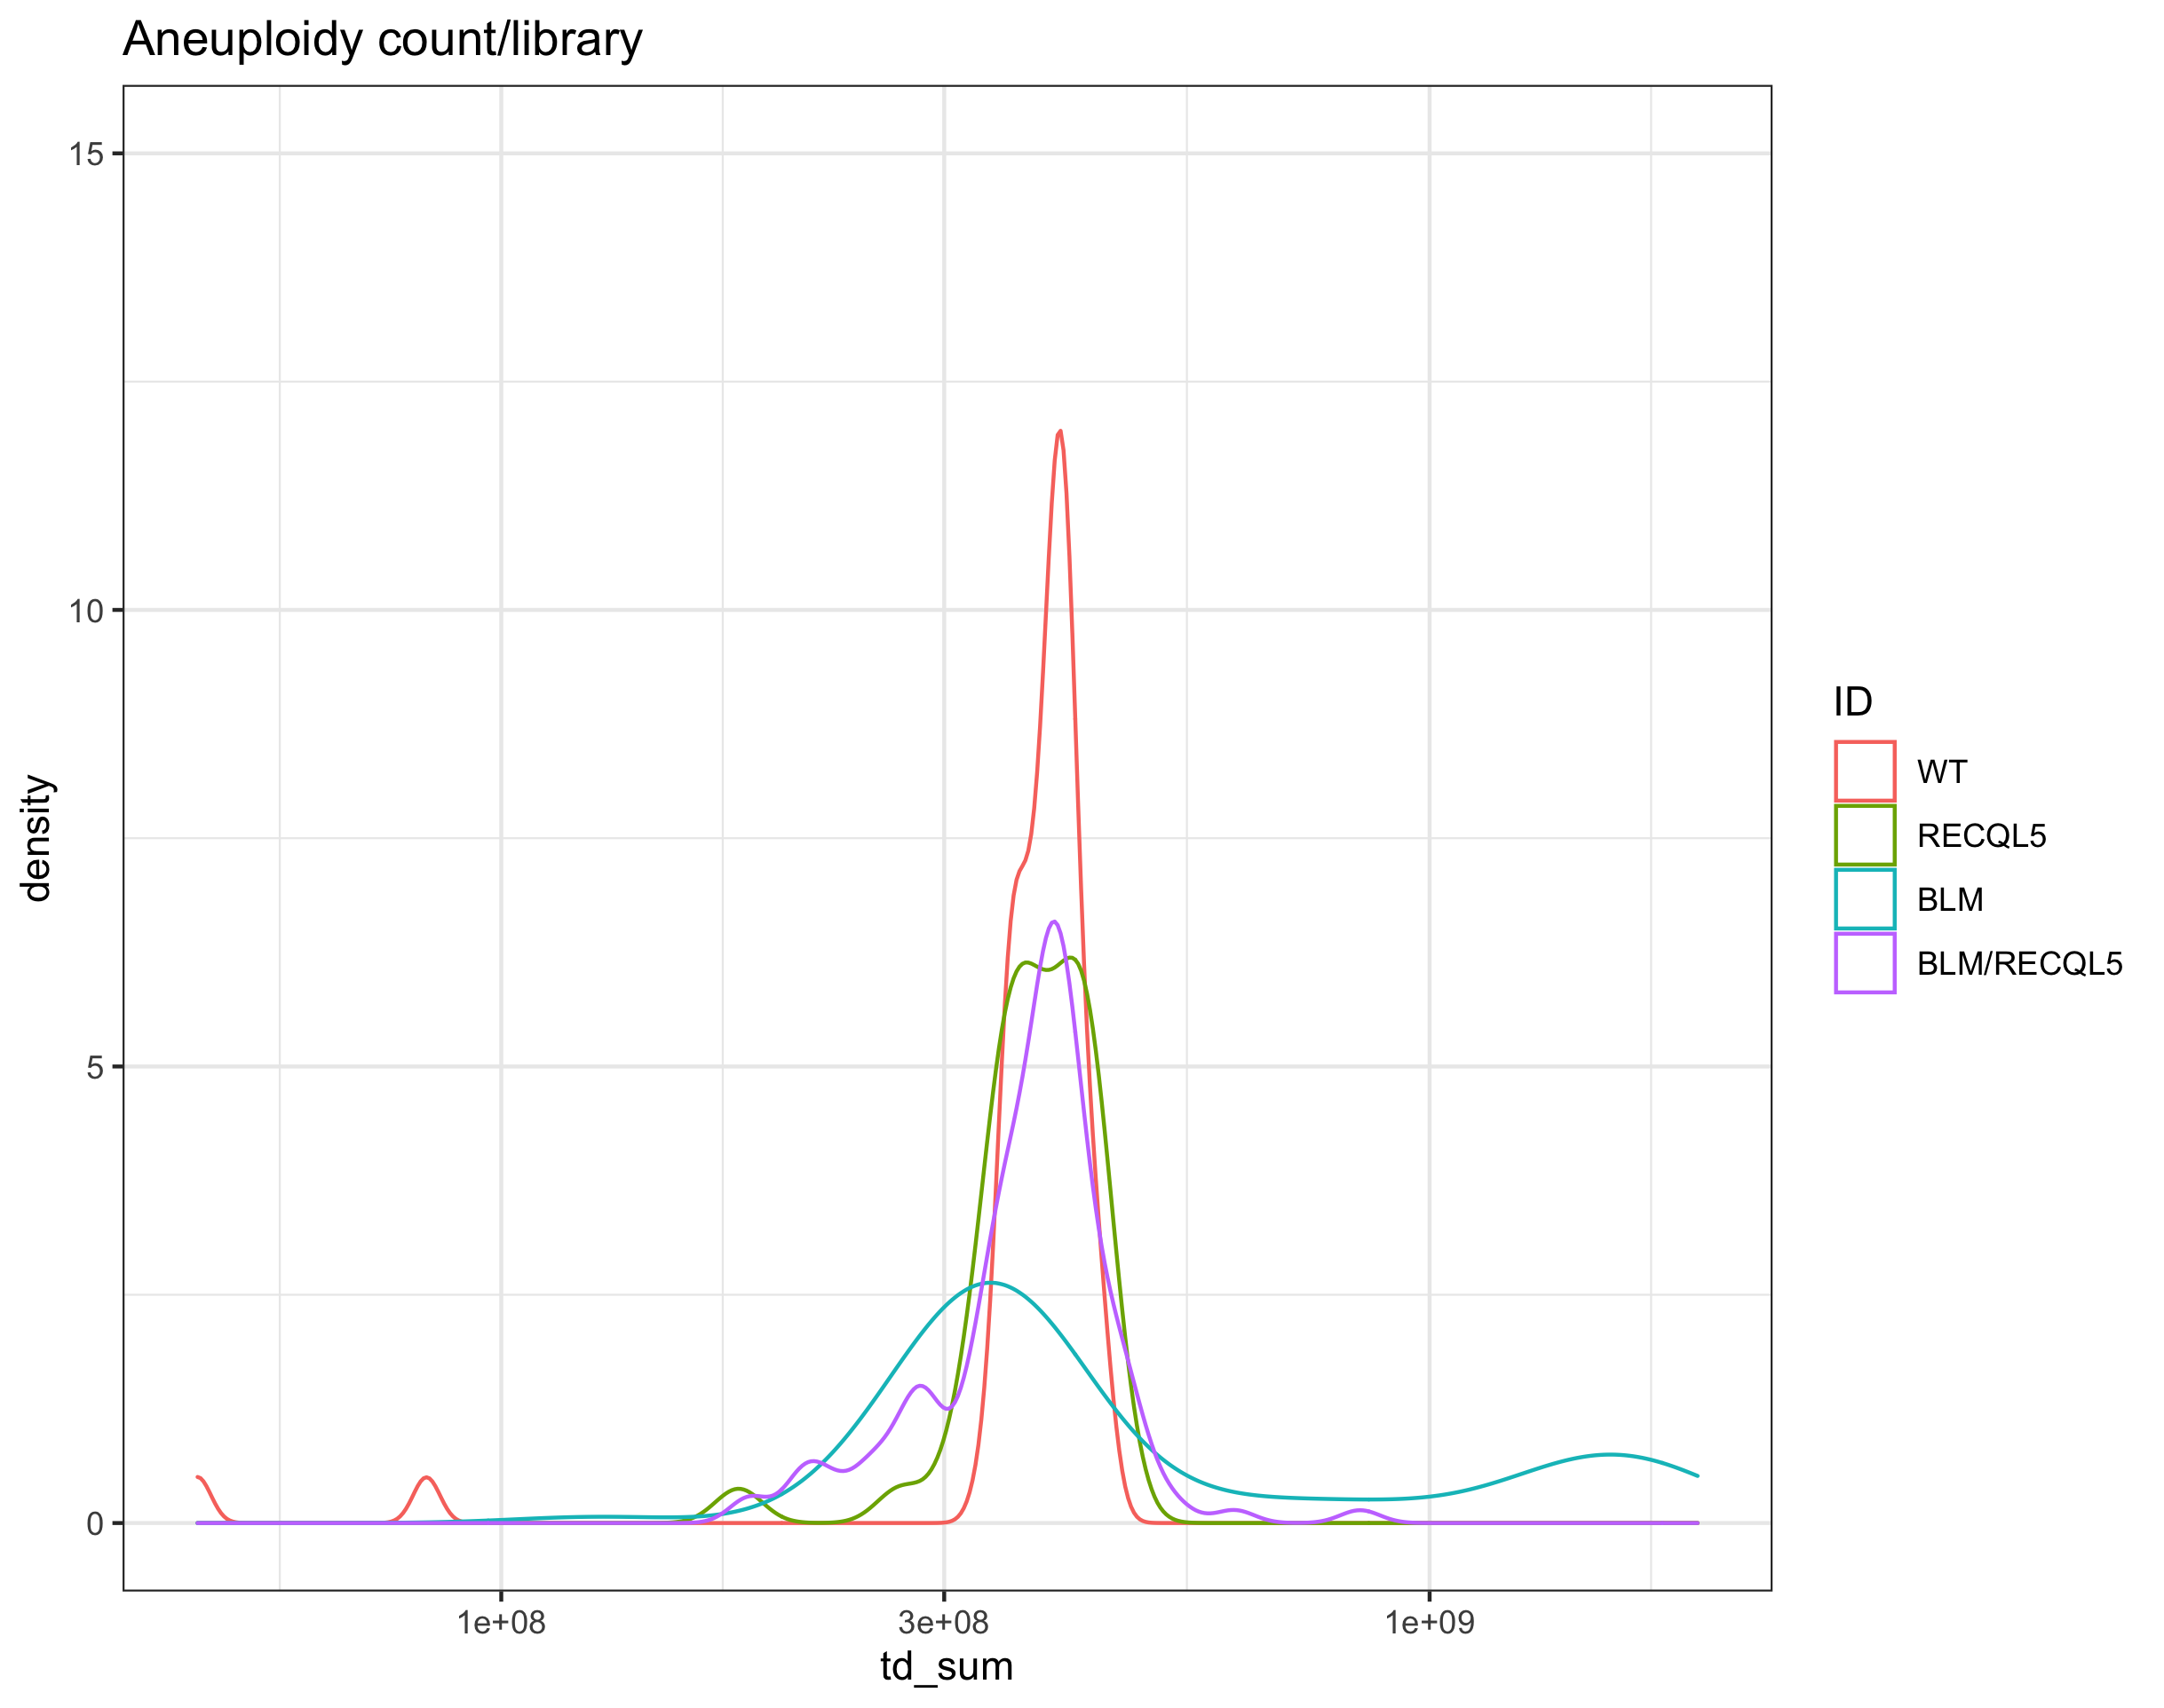 Aneuploidy count/library
15
10
5
0
density
1e+08
3e+08
1e+09
td_sum
ID
WT
RECQL5
BLM
BLM/RECQL5